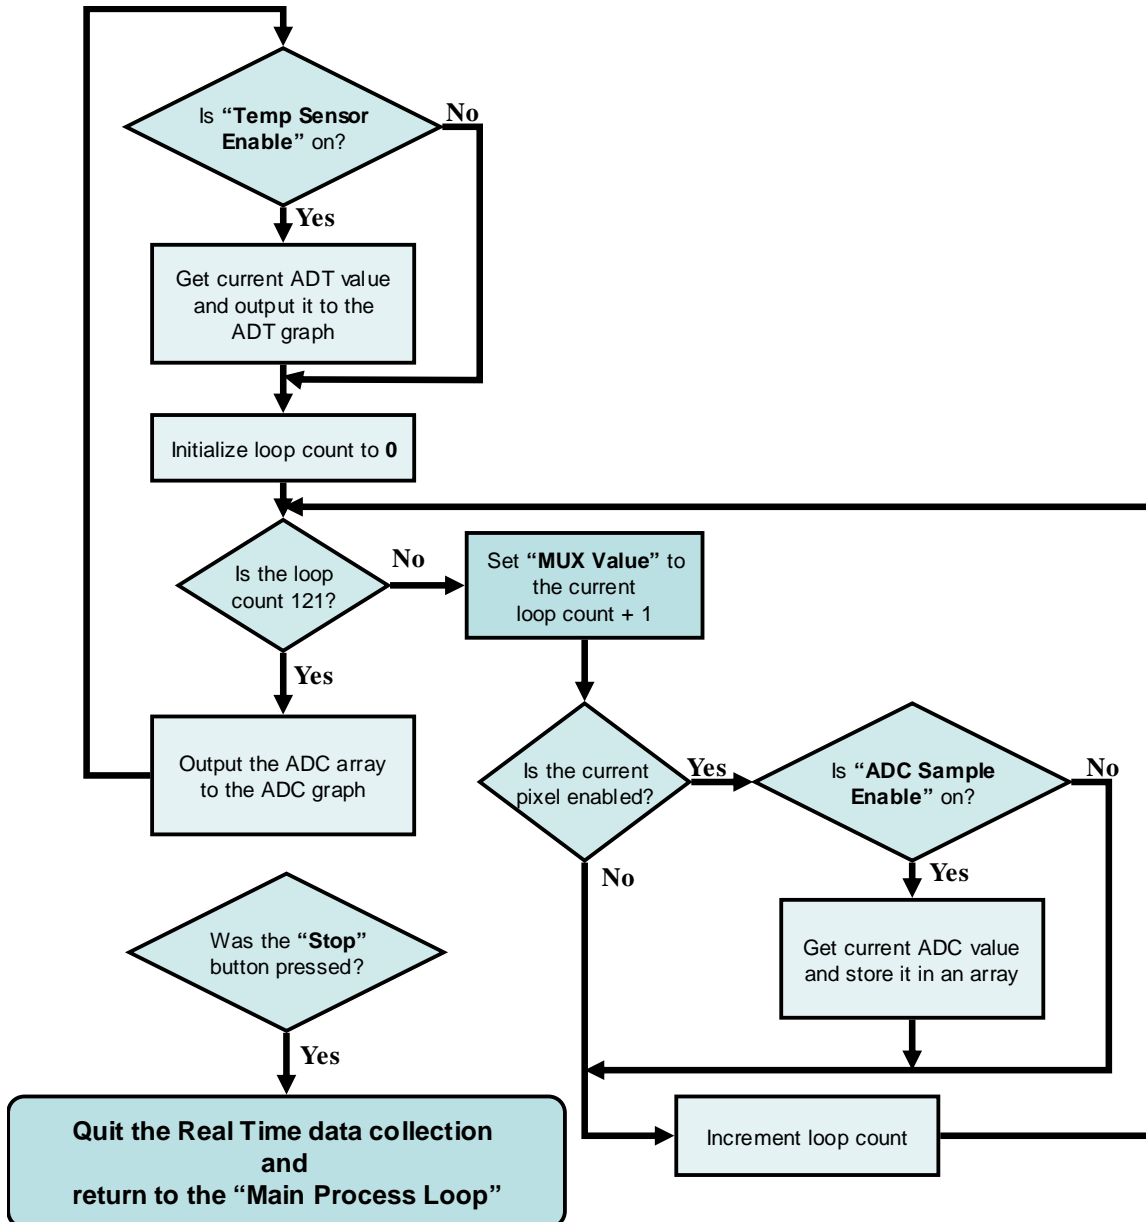 Is “Temp Sensor
Enable” on?
No
Yes
Get current ADT value
and output it to the
ADT graph
Initialize loop count to 0
Is the loop
count 121?
No
Set “MUX Value” to
the current
loop count + 1
Yes
Output the ADC array
to the ADC graph
Is the current
pixel enabled?
Yes
Is “ADC Sample
Enable” on?
No
No
Yes
Get current ADC value
and store it in an array
Was the “Stop”
button pressed?
Yes
Increment loop count
Quit the Real Time data collection
and
return to the “Main Process Loop”